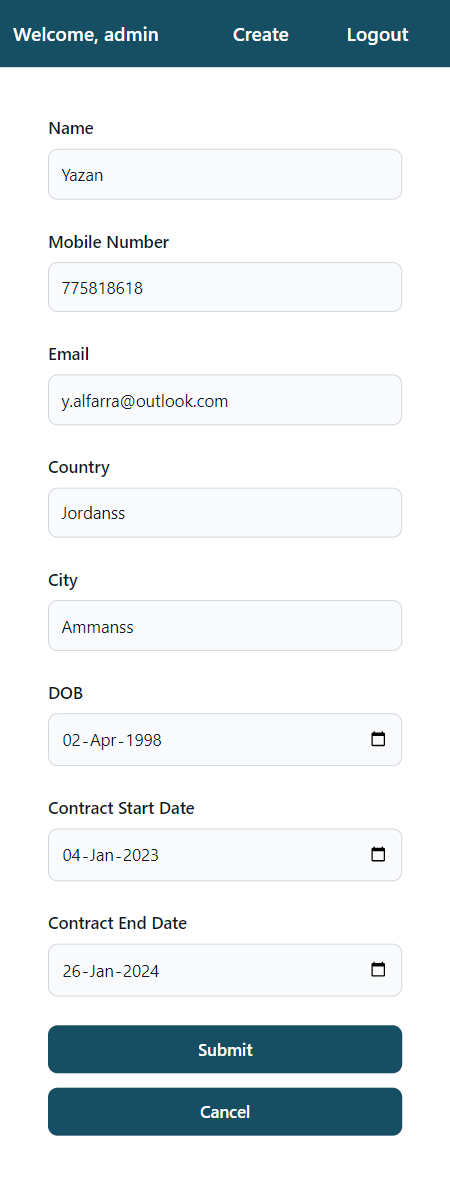 Welcome, admin Create Logout
Name
Yazan
Mobile Number
775818618
Email
y.alfarra@outlook.com
Country
Jordanss
City
Ammanss
DOB
02-Apr-1998
Contract Start Date
04-Jan-2023
Contract End Date
26-Jan-2024
Submit
Cancel